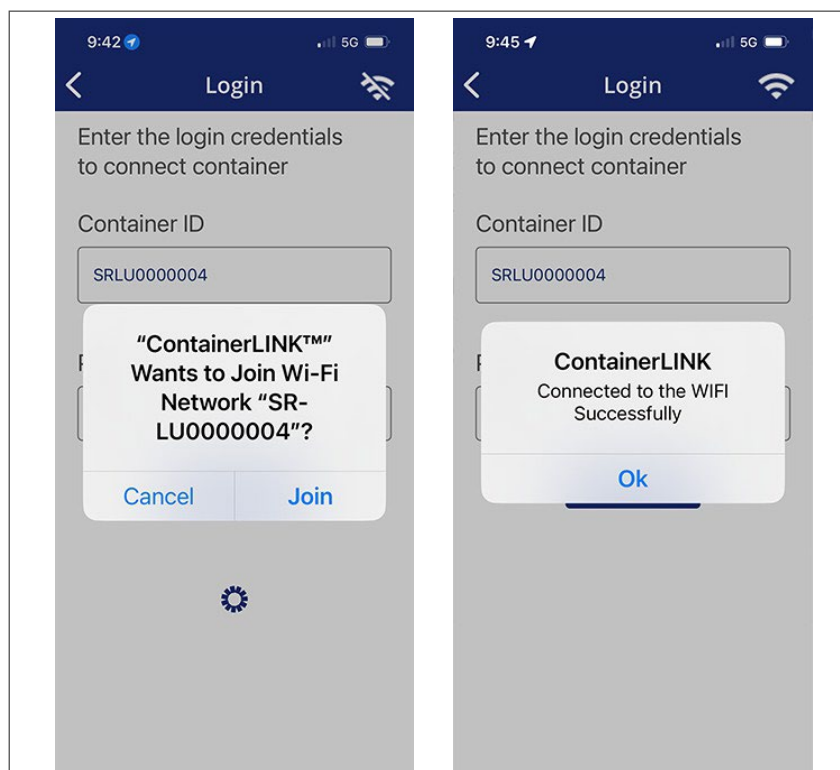 9:42
5G
Login
Enter the login credentials
to connect container
Container ID
SRLU0000004
“ContainerLINK™”
Wants to Join Wi-Fi
Network “SR-
LU0000004”?
Cancel
Join
9:45
5G
Login
Enter the login credentials
to connect container
Container ID
SRLU0000004
ContainerLINK
Connected to the WIFI
Successfully
Ok